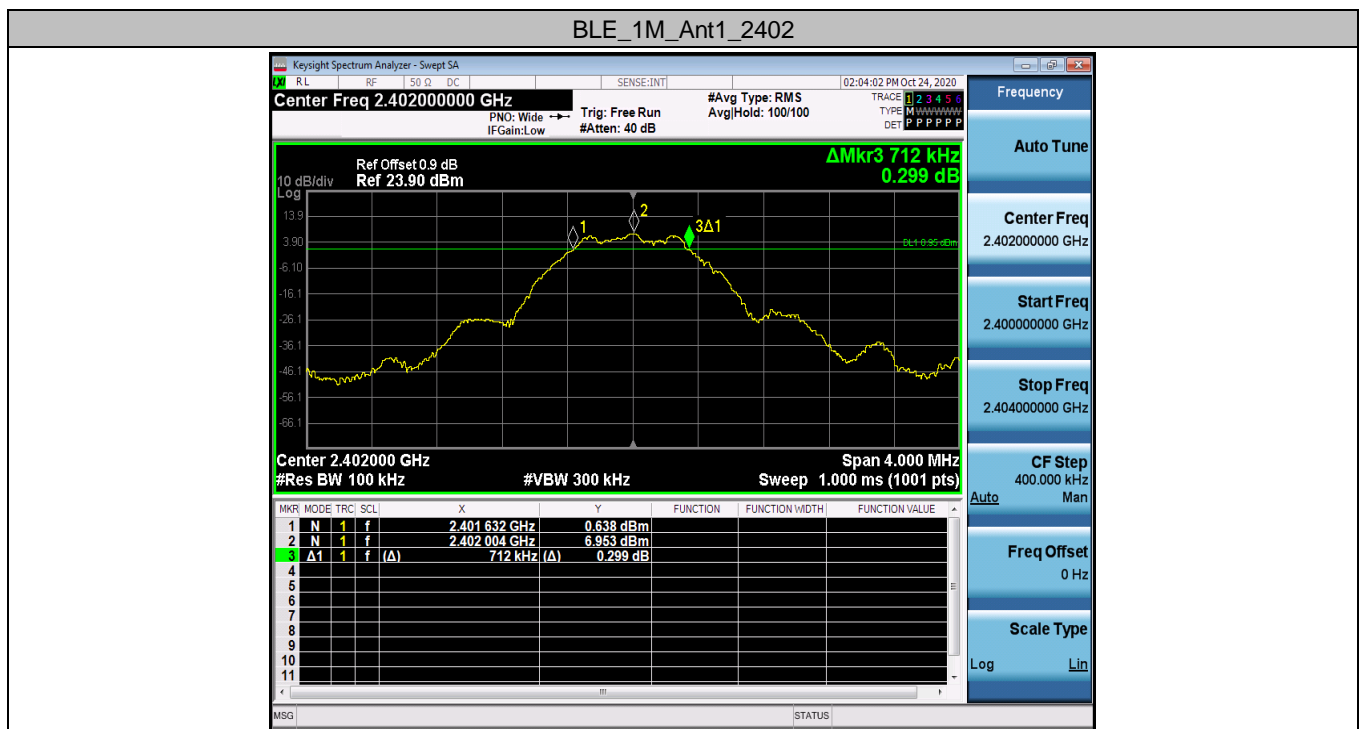 BLE_1M_Ant1_2402
Keysight Spectrum Analyzer - Swept SA
RL RF 50 Ω DC SENSE:INT 02:04:02 PM Oct 24, 2020
Center Freq 2.402000000 GHz
PNO: Wide
IFGain:Low
Trig: Free Run
#Atten: 40 dB
#Avg Type: RMS
Avg|Hold: 100/100
TRACE 1 2 3 4 5 6
TYPE M W W W W W
DET P P P P P P
Frequency
Auto Tune
Center Freq
2.402000000 GHz
Start Freq
2.400000000 GHz
Stop Freq
2.404000000 GHz
CF Step
400.000 kHz
Auto Man
Freq Offset
0 Hz
Scale Type
Log Lin
ΔMkr3 712 kHz
0.299 dB
Ref Offset 0.9 dB
10 dB/div Ref 23.90 dBm
Log
13.9
3.90
-6.10
-16.1
-26.1
-36.1
-46.1
-56.1
-66.1
1
2
3Δ1
DL1 0.95 dBm
Center 2.402000 GHz Span 4.000 MHz
#Res BW 100 kHz #VBW 300 kHz Sweep 1.000 ms (1001 pts)
MKR MODE TRC SCL X Y FUNCTION FUNCTION WIDTH FUNCTION VALUE
1 N 1 f 2.401 632 GHz 0.638 dBm
2 N 1 f 2.402 004 GHz 6.953 dBm
3 Δ1 1 f (Δ) 712 kHz (Δ) 0.299 dB
4
5
6
7
8
9
10
11
MSG STATUS